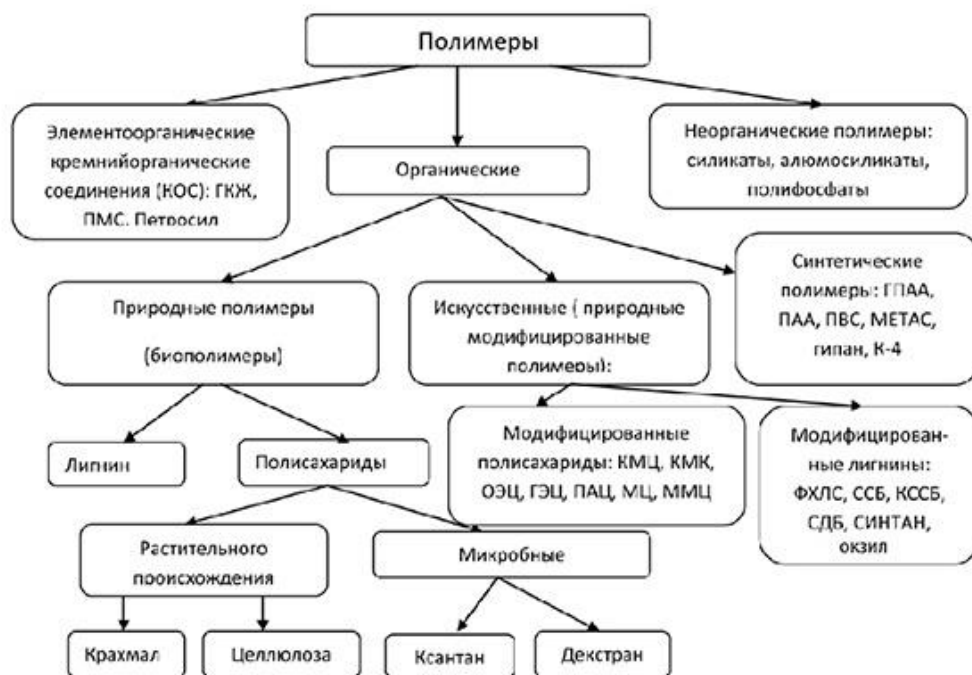 Полимеры
Элементоорганические
кремнийорганические
соединения (КОС): ГКЖ,
ПМС. Петросил
Органические
Неорганические полимеры:
силикаты, алюмосиликаты,
полифосфаты
Природные полимеры
(биополимеры)
Искусственные ( природные
модифицированные
полимеры):
Синтетические
полимеры: ГПАА,
ПАА, ПВС, МЕТАС,
гипан, К-4
Лигнин
Полисахариды
Модифицированные
полисахариды: КМЦ, КМК,
ОЭЦ, ГЭЦ, ПАЦ, МЦ, ММЦ
Модифицирован-
ные лигнины:
ФХЛС, ССБ, КССБ,
СДБ, СИНТАН,
окзил
Растительного
происхождения
Микробные
Крахмал
Целлюлоза
Ксантан
Декстран